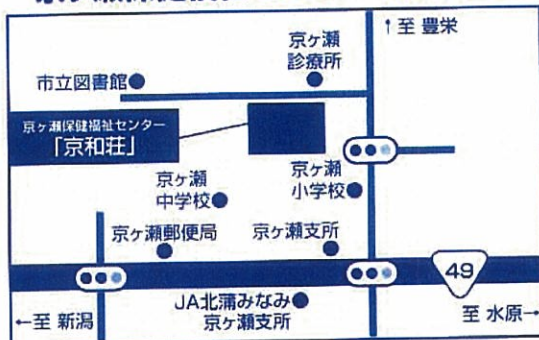 ↑至 豊栄
京ヶ瀬
診療所
市立図書館
京ヶ瀬保健福祉センター
「京和荘」
京ヶ瀬
中学校
京ヶ瀬
小学校
京ヶ瀬郵便局
京ヶ瀬支所
49
JA北蒲みなみ
京ヶ瀬支所
←至 新潟
至 水原→